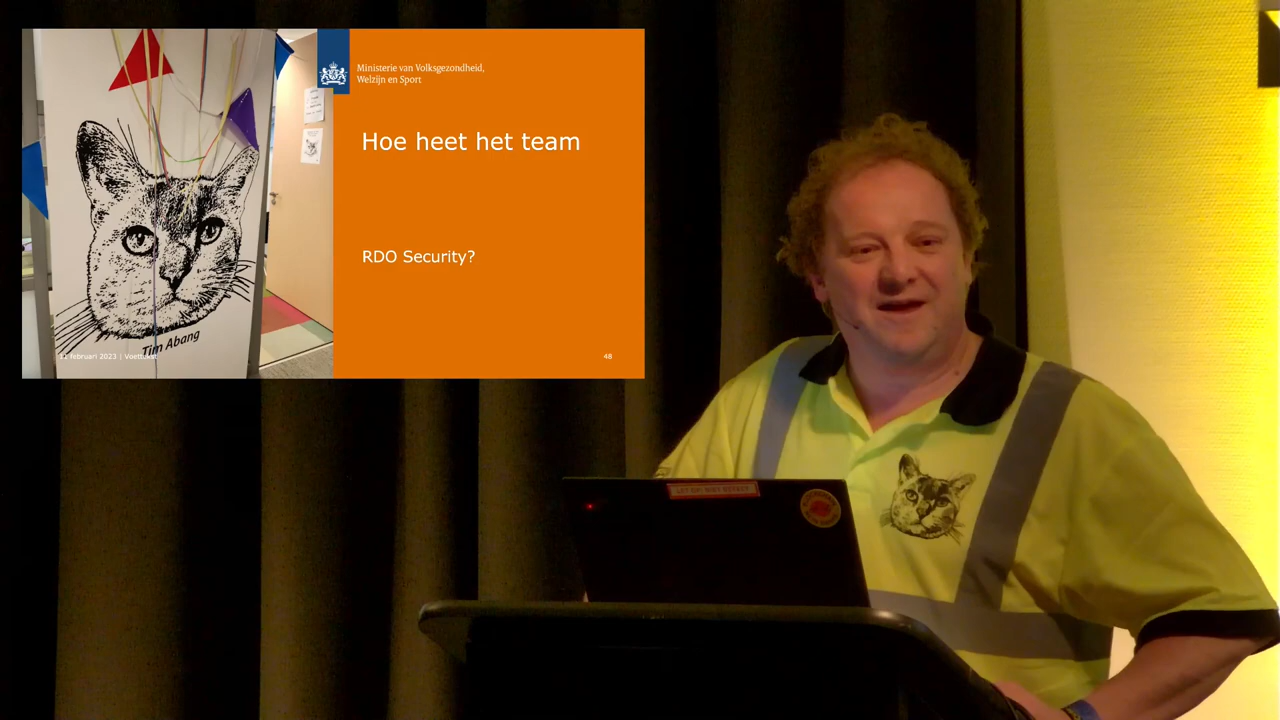 Ministerie van Volksgezondheid,
Welzijn en Sport
Hoe heet het team
RDO Security?
Tim Abang
48